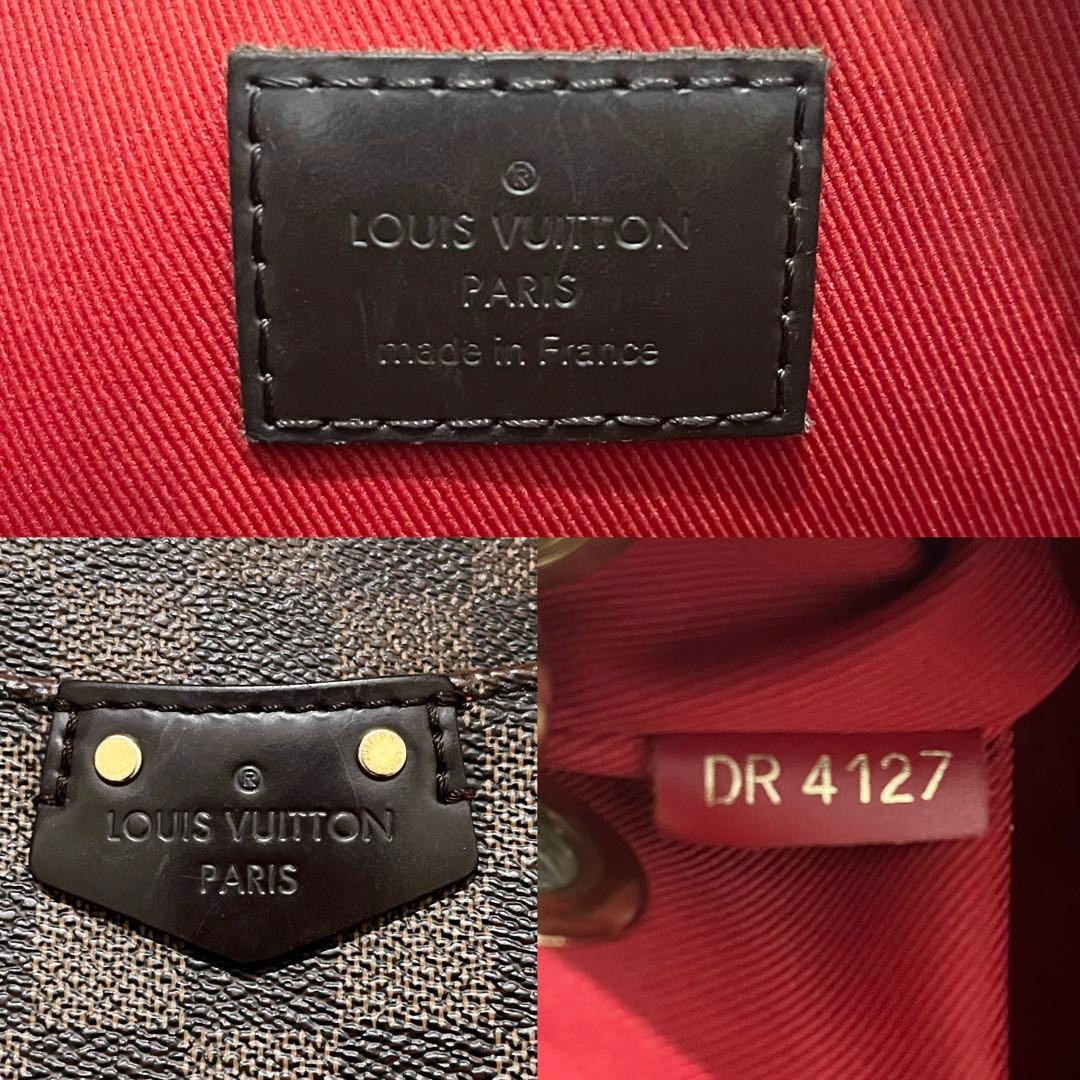 ®
LOUIS VUITTON
PARIS
made in France
®
LOUIS VUITTON
PARIS
DR 4127